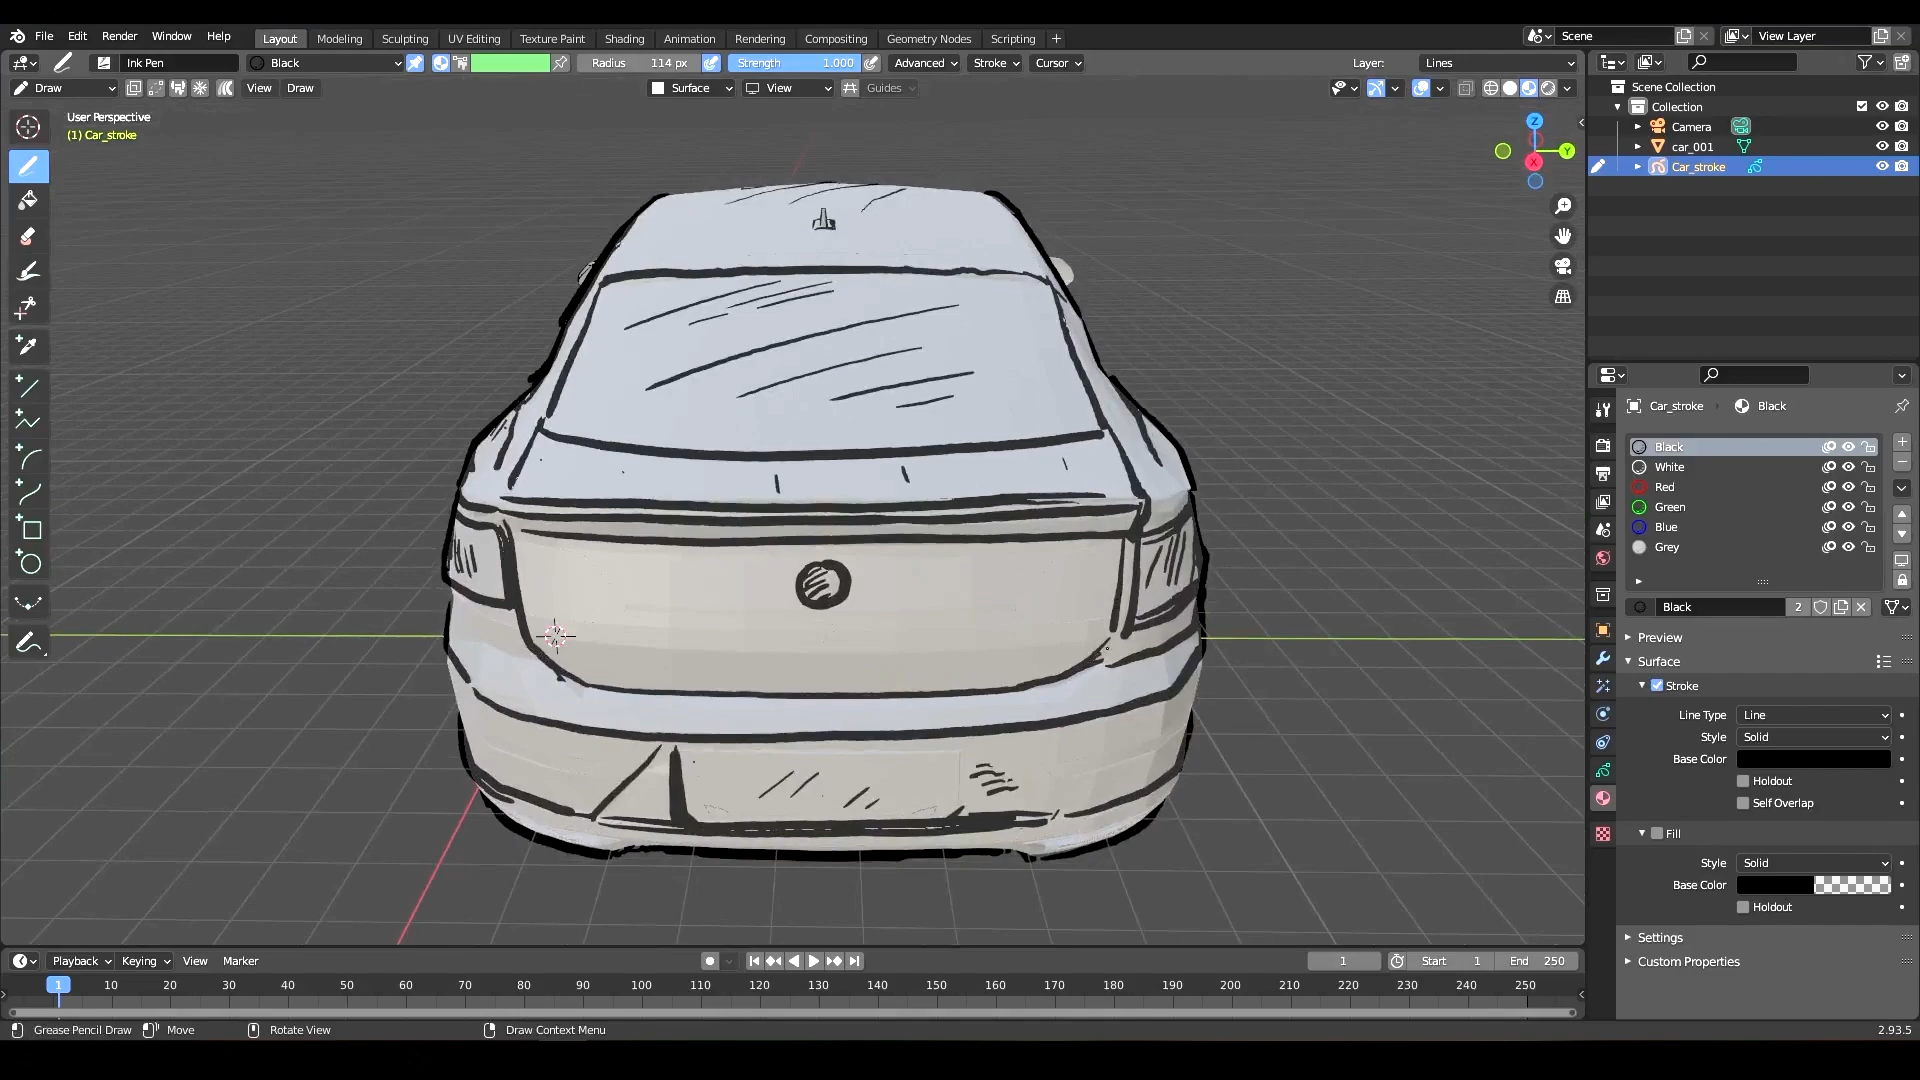 File Edit Render Window Help Layout Modeling Sculpting UV Editing Texture Paint Shading Animation Rendering Compositing Geometry Nodes Scripting Scene View Layer
Ink Pen Black Radius 114 px Strength 1.000 Advanced Stroke Cursor Layer: Lines
Draw View Draw Surface View Guides
User Perspective
(1) Car_stroke
Z
Y
X
Scene Collection
Collection
Camera
car_001
Car_stroke
Car_stroke Black
Black
White
Red
Green
Blue
Grey
Black 2
Preview
Surface
Stroke
Line Type Line
Style Solid
Base Color
Holdout
Self Overlap
Fill
Style Solid
Base Color
Holdout
Settings
Custom Properties
Playback Keying View Marker 1 Start 1 End 250
1 10 20 30 40 50 60 70 80 90 100 110 120 130 140 150 160 170 180 190 200 210 220 230 240 250
Grease Pencil Draw Move Rotate View Draw Context Menu 2.93.5